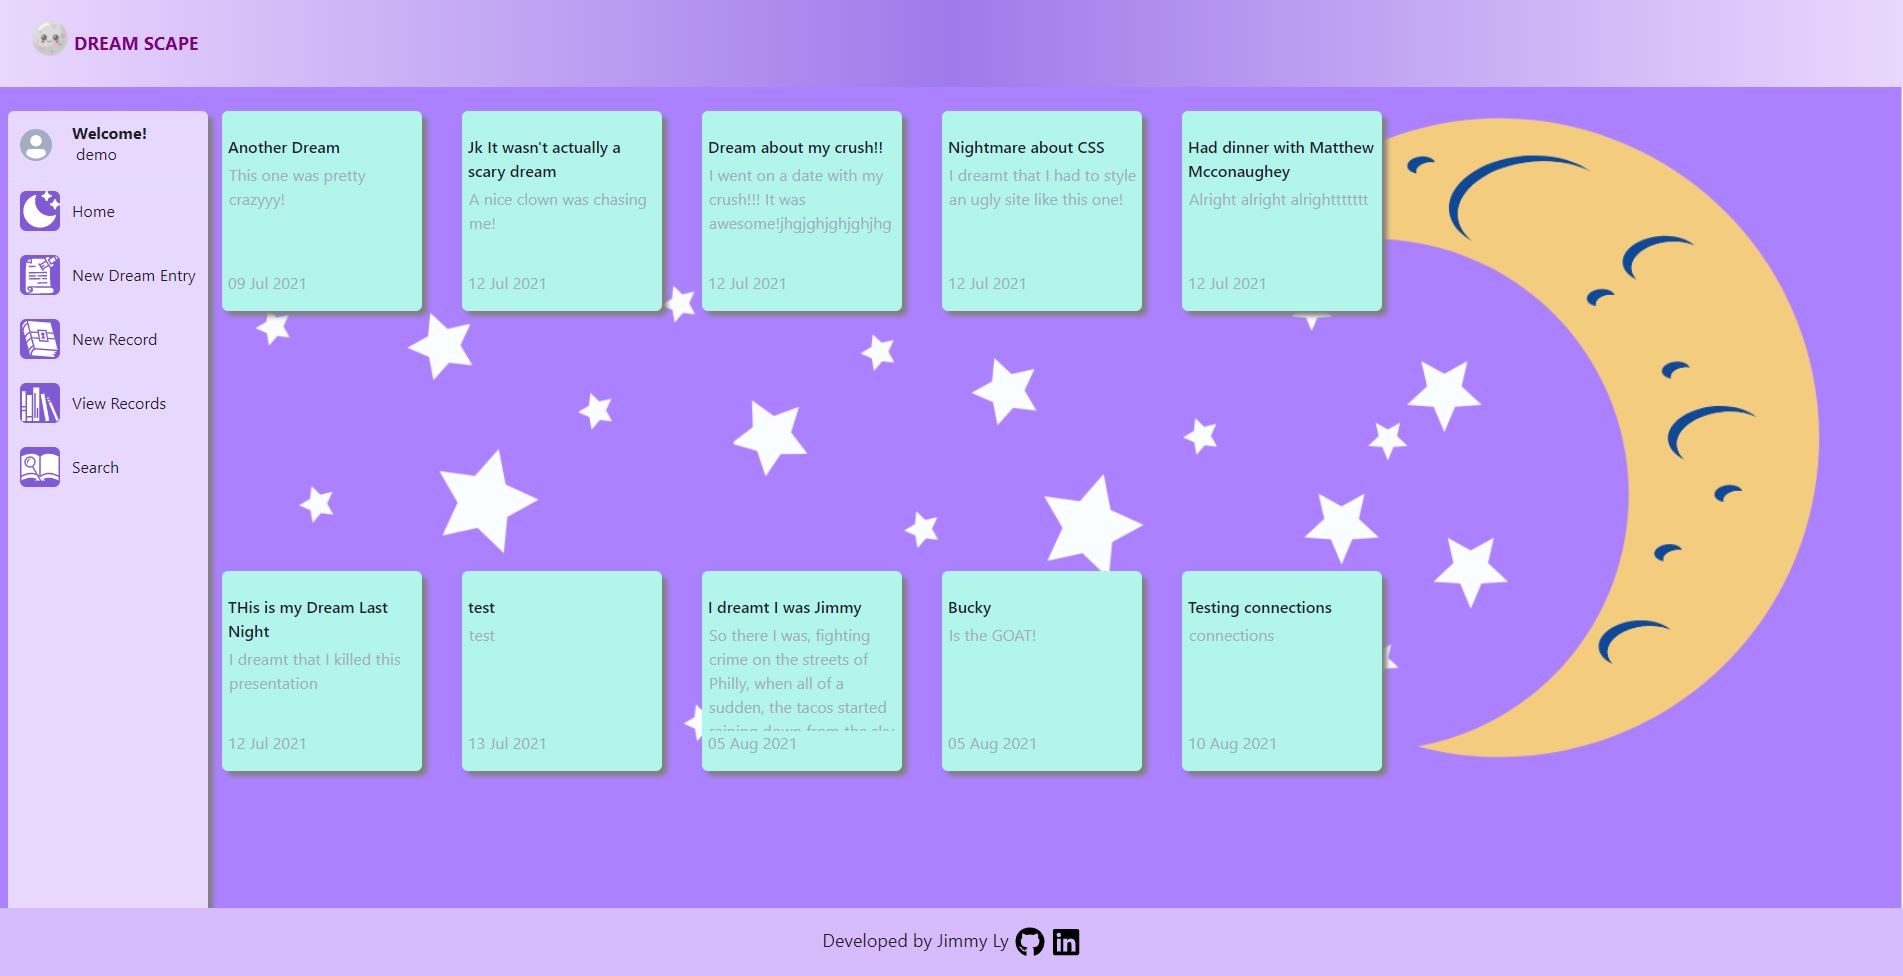 DREAM SCAPE
Welcome!
demo
Home
New Dream Entry
New Record
View Records
Search
Another Dream
This one was pretty
crazyyy!
09 Jul 2021
Jk It wasn't actually a
scary dream
A nice clown was chasing
me!
12 Jul 2021
Dream about my crush!!
I went on a date with my
crush!!! It was
awesome!jhgjghjghjghjhg
12 Jul 2021
Nightmare about CSS
I dreamt that I had to style
an ugly site like this one!
12 Jul 2021
Had dinner with Matthew
Mcconaughey
Alright alright alrighttttttt
12 Jul 2021
THis is my Dream Last
Night
I dreamt that I killed this
presentation
12 Jul 2021
test
test
13 Jul 2021
I dreamt I was Jimmy
So there I was, fighting
crime on the streets of
Philly, when all of a
sudden, the tacos started
raining down from the sky
05 Aug 2021
Bucky
Is the GOAT!
05 Aug 2021
Testing connections
connections
10 Aug 2021
Developed by Jimmy Ly